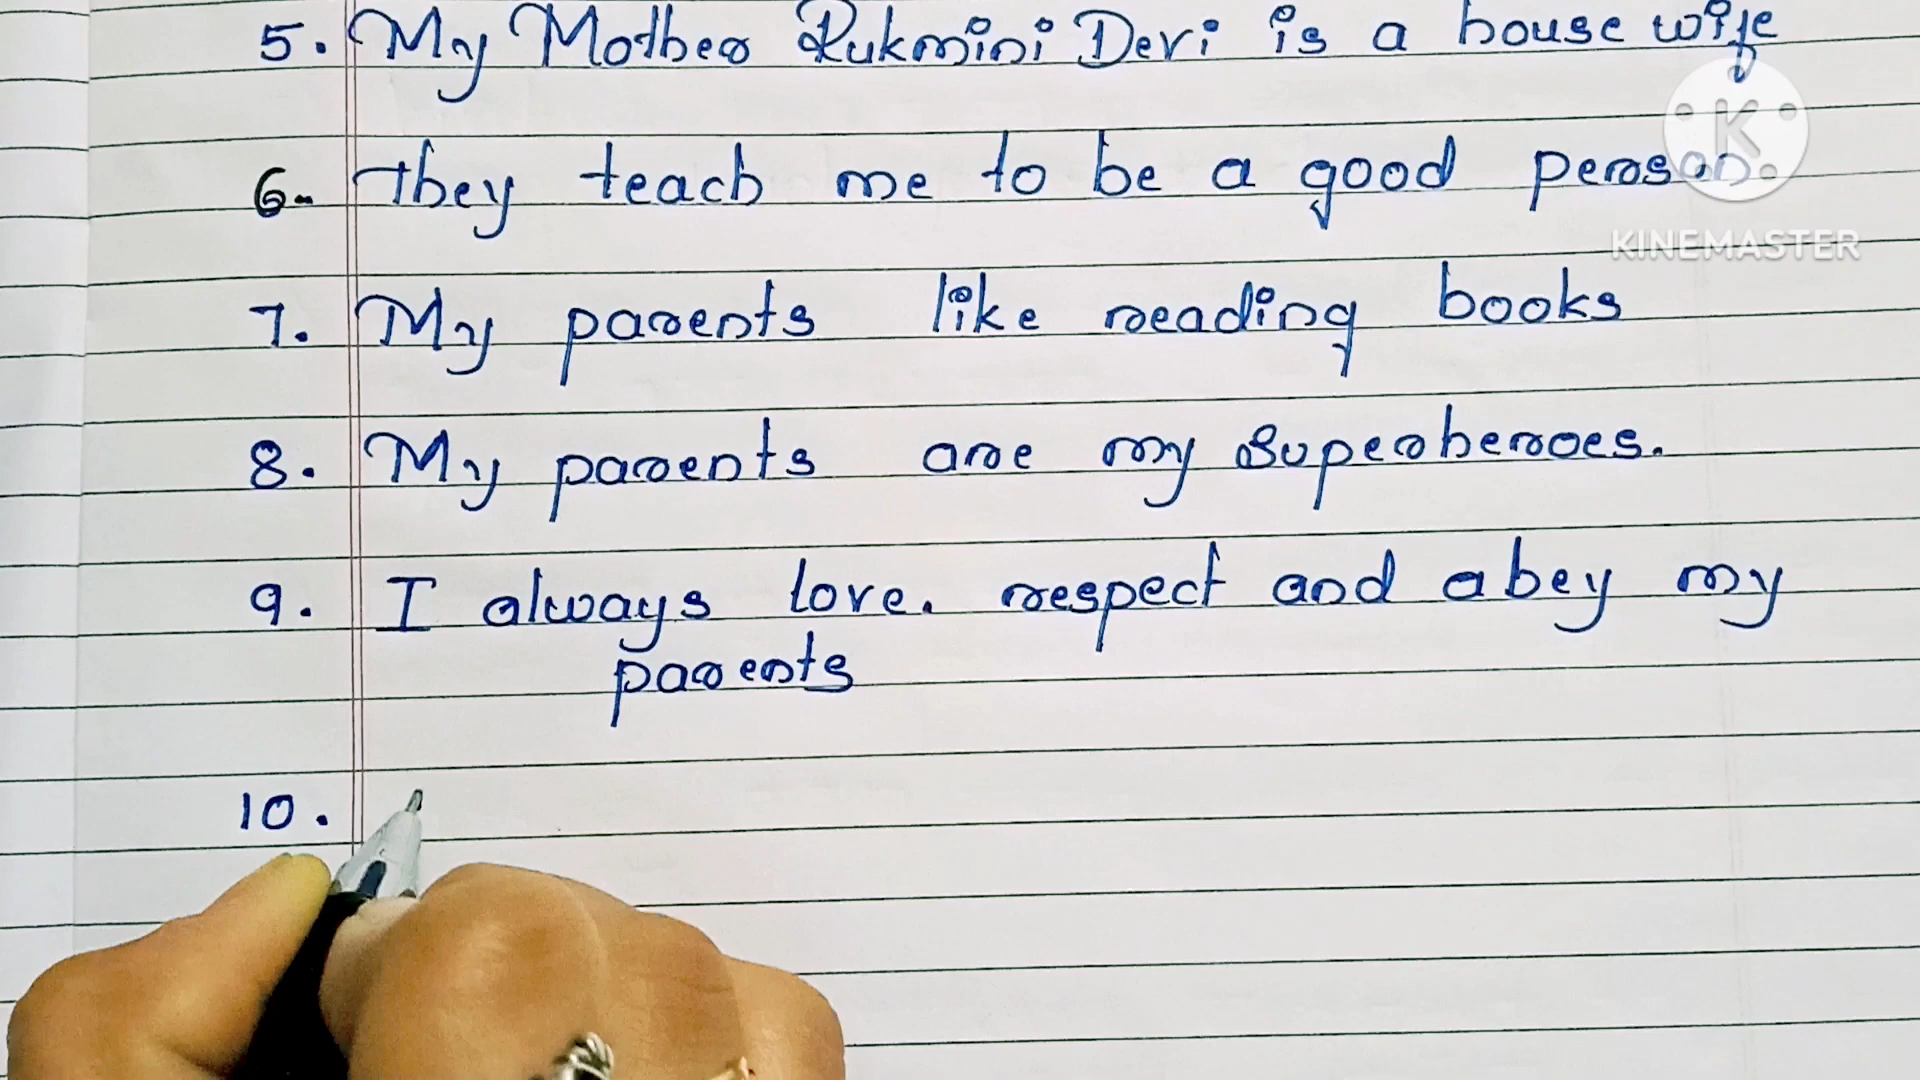 5. My Mother Rukmini Devi is a house wife
6. They teach me to be a good person.
K
KINEMASTER
7. My parents like reading books
8. My parents are my Superheroes.
9. I always love. respect and abey my
parents
10.